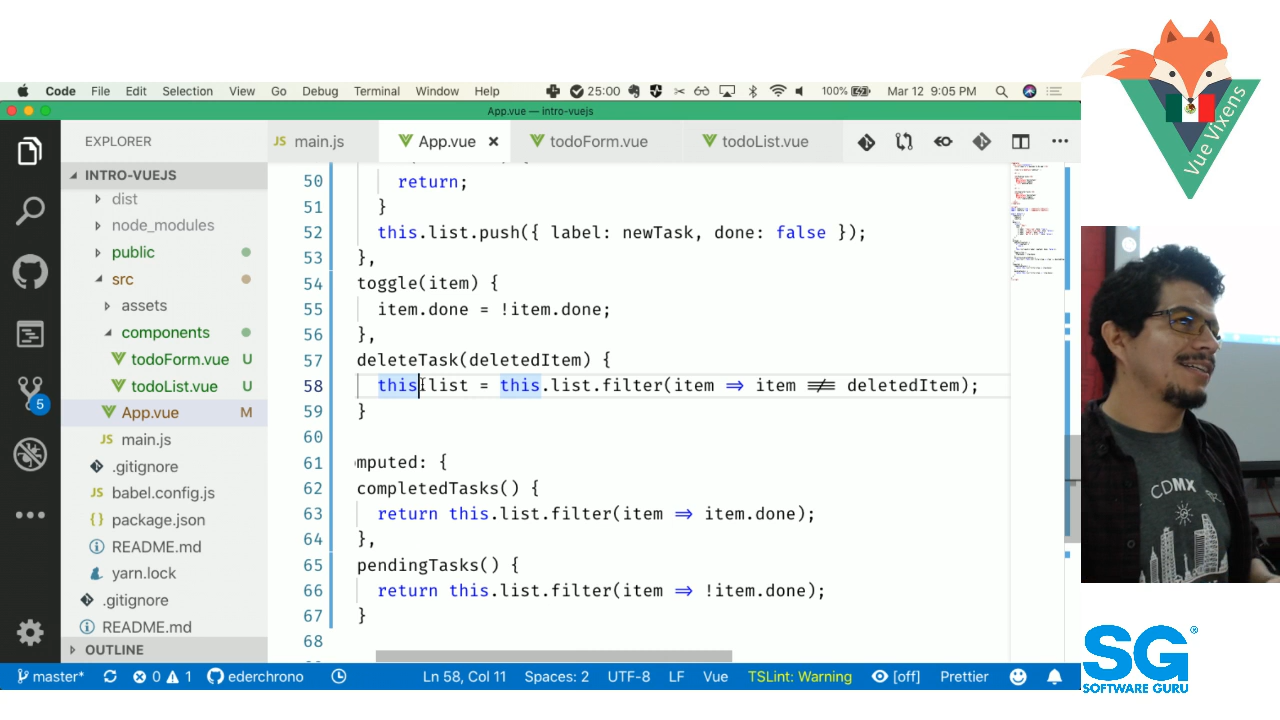 Code File Edit Selection View Go Debug Terminal Window Help 25:00 100% Mar 12 9:05 PM
App.vue — intro-vuejs
EXPLORER
JS main.js
App.vue
todoForm.vue
todoList.vue
INTRO-VUEJS
dist
node_modules
public
src
assets
components
todoForm.vue U
todoList.vue U
App.vue M
JS main.js
.gitignore
JS babel.config.js
{} package.json
README.md
yarn.lock
.gitignore
README.md
OUTLINE
5
50 return;
51 }
52 this.list.push({ label: newTask, done: false });
53 },
54 toggle(item) {
55 item.done = !item.done;
56 },
57 deleteTask(deletedItem) {
58 this.list = this.list.filter(item => item !== deletedItem);
59 }
60
61 mputed: {
62 completedTasks() {
63 return this.list.filter(item => item.done);
64 },
65 pendingTasks() {
66 return this.list.filter(item => !item.done);
67 }
68
master* 0 1 ederchrono Ln 58, Col 11 Spaces: 2 UTF-8 LF Vue TSLint: Warning [off] Prettier
Vue Vixens
CDMX
SG®
SOFTWARE GURU